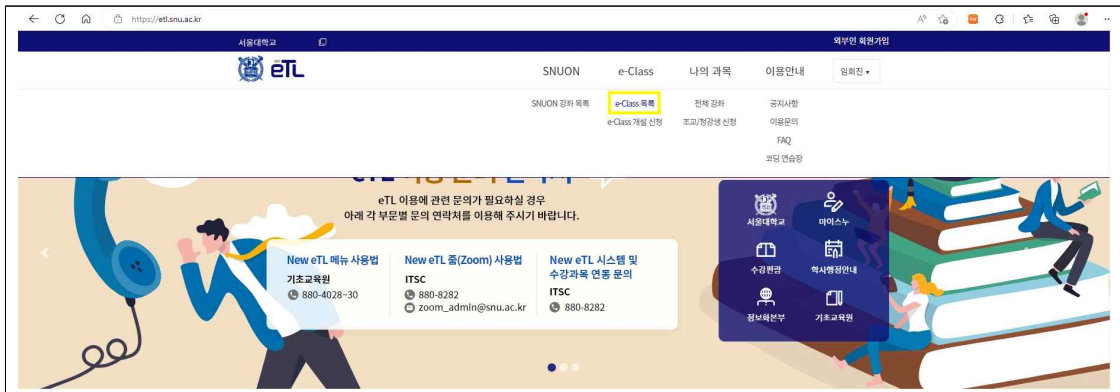 https://etl.snu.ac.kr
서울대학교
외부인 회원가입
eTL
SNUON
e-Class
나의 과목
이용안내
임희진
SNUON 강좌 목록
e-Class 목록
전체 강좌
공지사항
e-Class 개설 신청
조교/청강생 신청
이용문의
FAQ
코딩 연습장
eTL 이용에 관련 문의가 필요하실 경우
아래 각 부문별 문의 연락처를 이용해 주시기 바랍니다.
New eTL 메뉴 사용법
기초교육원
880-4028~30
New eTL 줌(Zoom) 사용법
ITSC
880-8282
zoom_admin@snu.ac.kr
New eTL 시스템 및
수강과목 연동 문의
ITSC
880-8282
서울대학교
마이스누
수강편람
학사행정안내
정보화본부
기초교육원